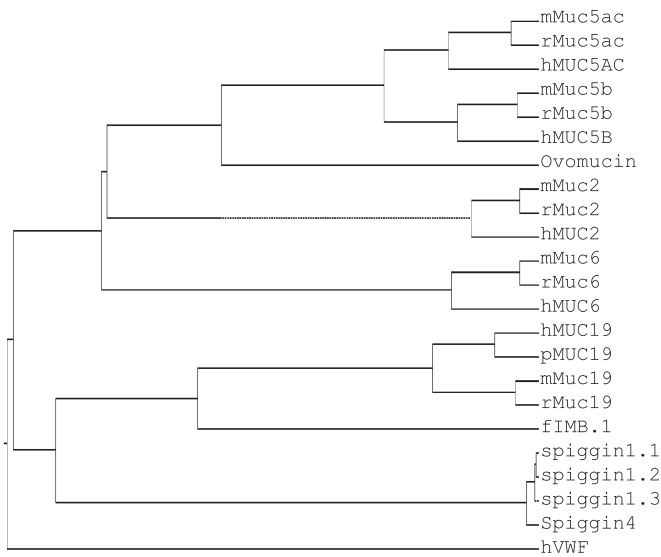 mMuc5ac
rMuc5ac
hMUC5AC
mMuc5b
rMuc5b
hMUC5B
Ovomucin
mMuc2
rMuc2
hMUC2
mMuc6
rMuc6
hMUC6
hMUC19
pMUC19
mMuc19
rMuc19
fIMB.1
spiggin1.1
spiggin1.2
spiggin1.3
Spiggin4
hVWF